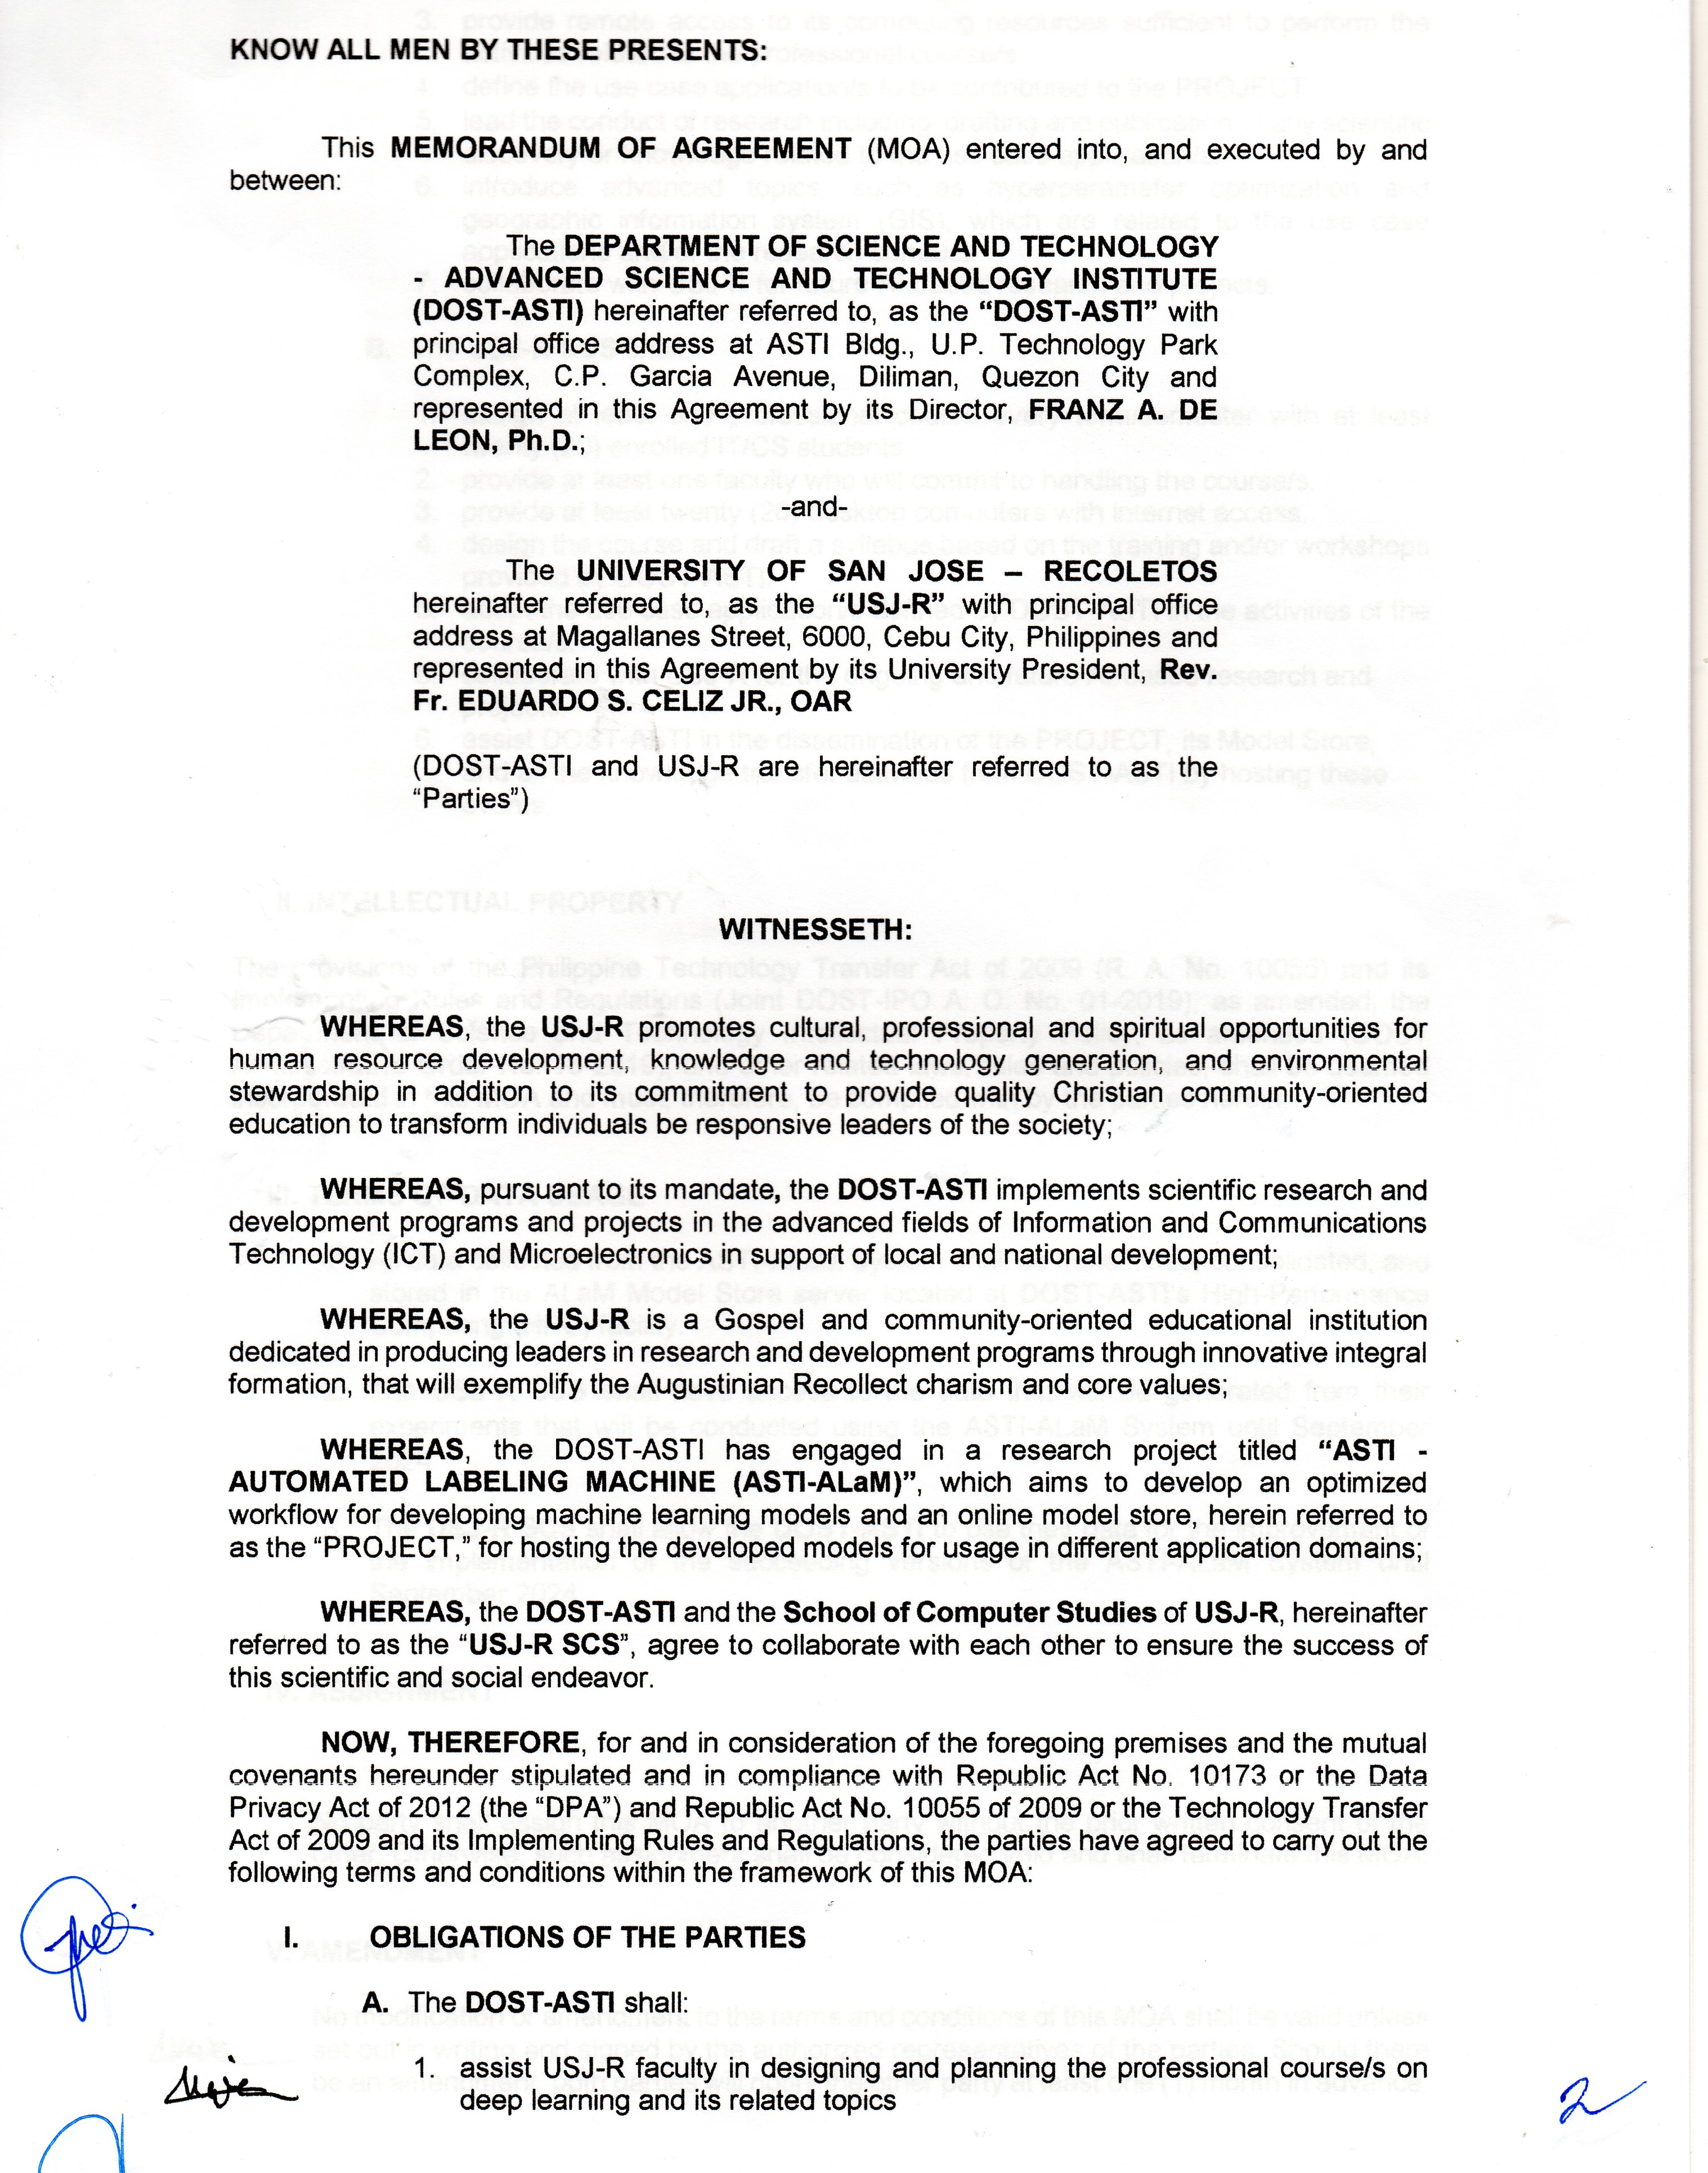 KNOW ALL MEN BY THESE PRESENTS:
This MEMORANDUM OF AGREEMENT (MOA) entered into, and executed by and
between:
The DEPARTMENT OF SCIENCE AND TECHNOLOGY
- ADVANCED SCIENCE AND TECHNOLOGY INSTITUTE
(DOST-ASTI) hereinafter referred to, as the “DOST-ASTI” with
principal office address at ASTI Bldg., U.P. Technology Park
Complex, C.P. Garcia Avenue, Diliman, Quezon City and
represented in this Agreement by its Director, FRANZ A. DE
LEON, Ph.D.;
-and-
The UNIVERSITY OF SAN JOSE – RECOLETOS
hereinafter referred to, as the “USJ-R” with principal office
address at Magallanes Street, 6000, Cebu City, Philippines and
represented in this Agreement by its University President, Rev.
Fr. EDUARDO S. CELIZ JR., OAR
(DOST-ASTI and USJ-R are hereinafter referred to as the
“Parties”)
WITNESSETH:
WHEREAS, the USJ-R promotes cultural, professional and spiritual opportunities for
human resource development, knowledge and technology generation, and environmental
stewardship in addition to its commitment to provide quality Christian community-oriented
education to transform individuals be responsive leaders of the society;
WHEREAS, pursuant to its mandate, the DOST-ASTI implements scientific research and
development programs and projects in the advanced fields of Information and Communications
Technology (ICT) and Microelectronics in support of local and national development;
WHEREAS, the USJ-R is a Gospel and community-oriented educational institution
dedicated in producing leaders in research and development programs through innovative integral
formation, that will exemplify the Augustinian Recollect charism and core values;
WHEREAS, the DOST-ASTI has engaged in a research project titled “ASTI -
AUTOMATED LABELING MACHINE (ASTI-ALaM)”, which aims to develop an optimized
workflow for developing machine learning models and an online model store, herein referred to
as the “PROJECT,” for hosting the developed models for usage in different application domains;
WHEREAS, the DOST-ASTI and the School of Computer Studies of USJ-R, hereinafter
referred to as the “USJ-R SCS”, agree to collaborate with each other to ensure the success of
this scientific and social endeavor.
NOW, THEREFORE, for and in consideration of the foregoing premises and the mutual
covenants hereunder stipulated and in compliance with Republic Act No. 10173 or the Data
Privacy Act of 2012 (the “DPA”) and Republic Act No. 10055 of 2009 or the Technology Transfer
Act of 2009 and its Implementing Rules and Regulations, the parties have agreed to carry out the
following terms and conditions within the framework of this MOA:
I. OBLIGATIONS OF THE PARTIES
A. The DOST-ASTI shall:
1. assist USJ-R faculty in designing and planning the professional course/s on
deep learning and its related topics
2